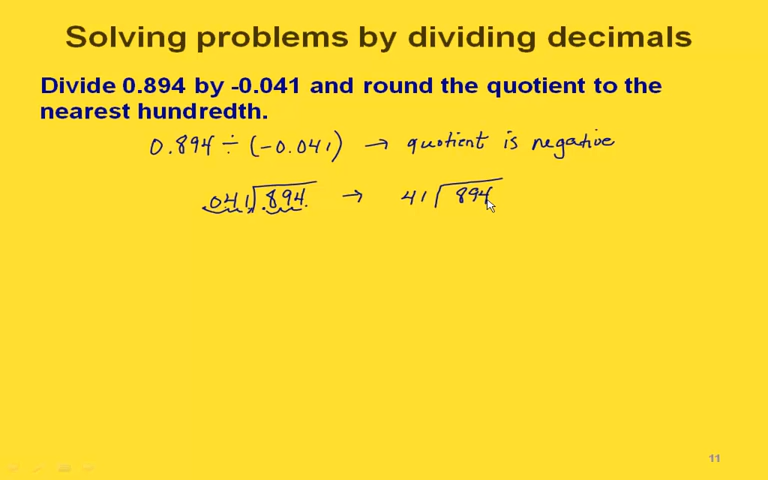 Solving problems by dividing decimals
Divide 0.894 by -0.041 and round the quotient to the
nearest hundredth.
0.894 ÷ (-0.041) → quotient is negative
.041 ⟌ .894 → 41 ⟌ 894
11